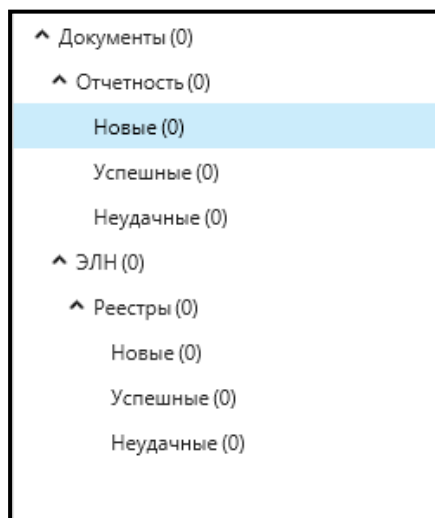 Документы (0)
Отчетность (0)
Новые (0)
Успешные (0)
Неудачные (0)
ЭЛН (0)
Реестры (0)
Новые (0)
Успешные (0)
Неудачные (0)